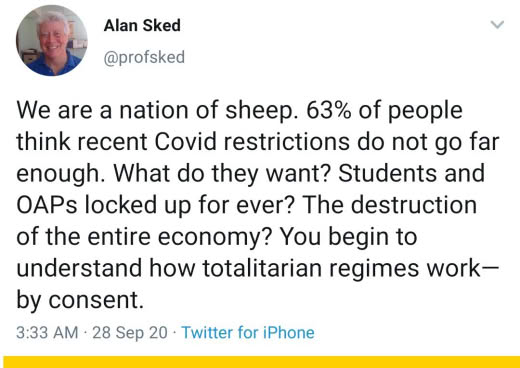 Alan Sked
@profsked
We are a nation of sheep. 63% of people
think recent Covid restrictions do not go far
enough. What do they want? Students and
OAPs locked up for ever? The destruction
of the entire economy? You begin to
understand how totalitarian regimes work—
by consent.
3:33 AM · 28 Sep 20 · Twitter for iPhone